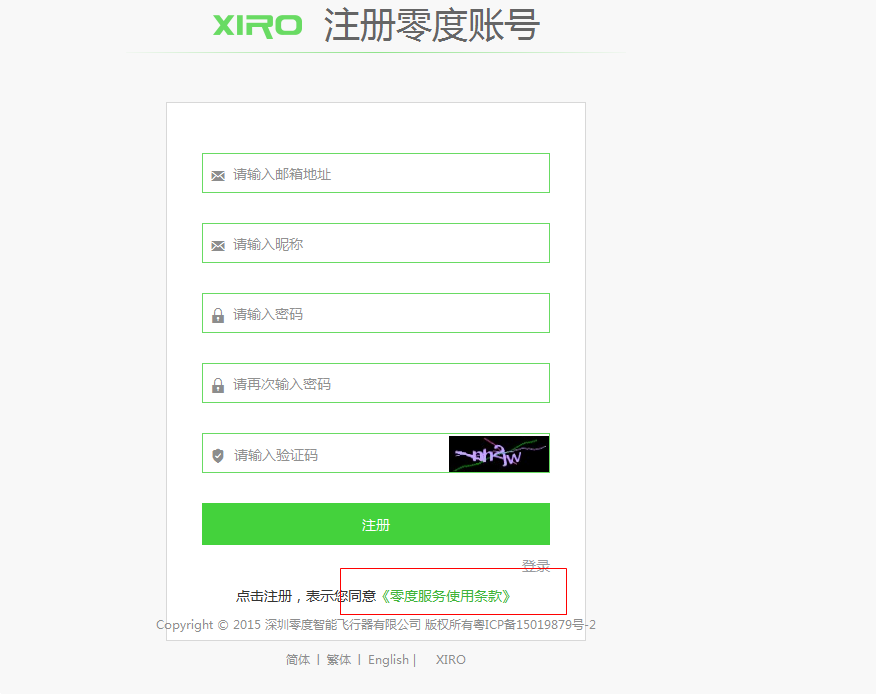 XIRO 注册零度账号
请输入邮箱地址
请输入昵称
请输入密码
请再次输入密码
请输入验证码
注册
登录
点击注册，表示您同意《零度服务使用条款》
Copyright © 2015 深圳零度智能飞行器有限公司 版权所有粤ICP备15019879号-2
简体 | 繁体 | English | XIRO